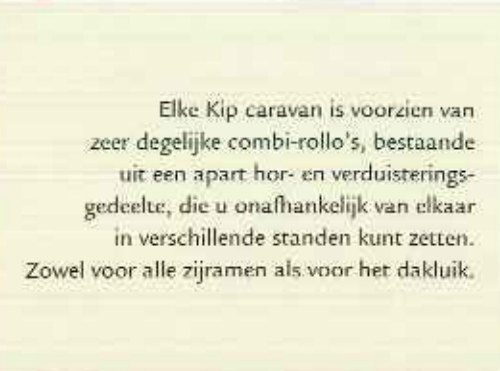 Elke Kip caravan is voorzien van
zeer degelijke combi-rollo's, bestaande
uit een apart hor- en verduisterings-
gedeelte, die u onafhankelijk van elkaar
in verschillende standen kunt zetten.
Zowel voor alle zijramen als voor het dakluik.